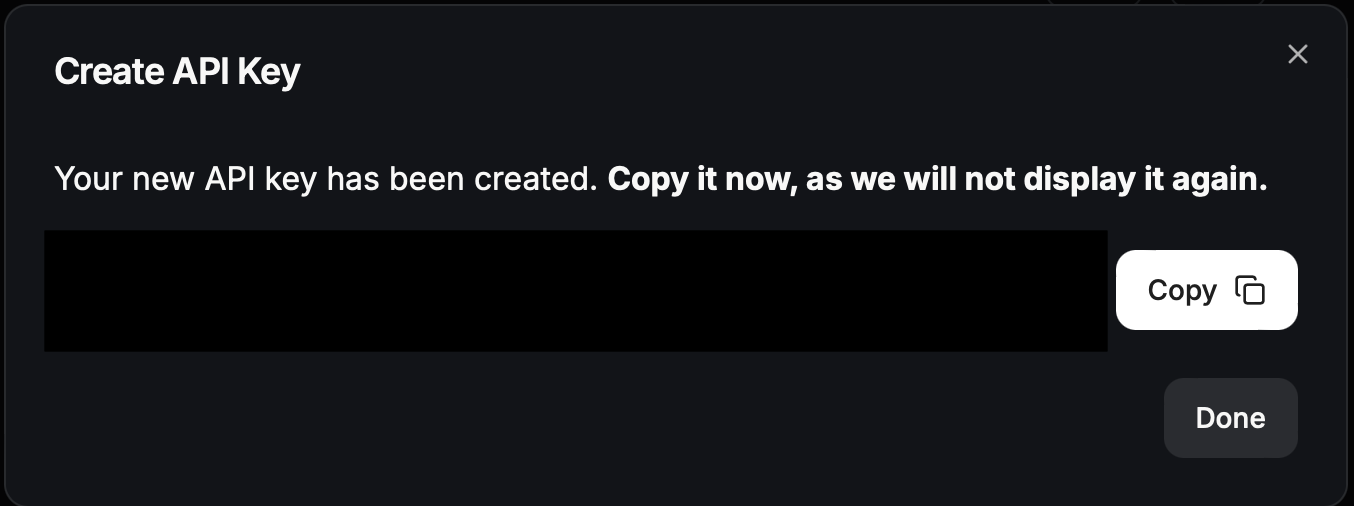 Create API Key
Your new API key has been created. Copy it now, as we will not display it again.
Copy
Done